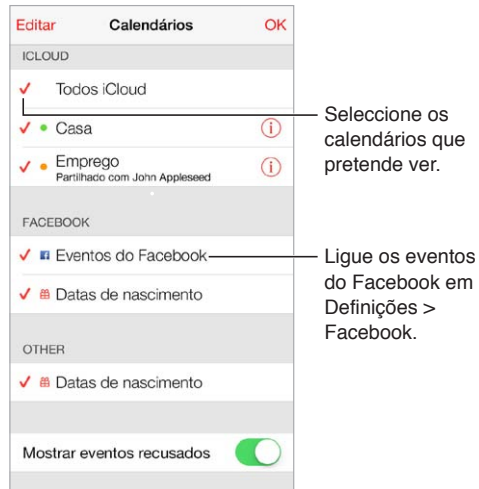 Editar Calendários OK
ICLOUD
Todos iCloud
Casa
Emprego
Partilhado com John Appleseed
FACEBOOK
Eventos do Facebook
Datas de nascimento
OTHER
Datas de nascimento
Mostrar eventos recusados
Seleccione os
calendários que
pretende ver.
Ligue os eventos
do Facebook em
Definições >
Facebook.